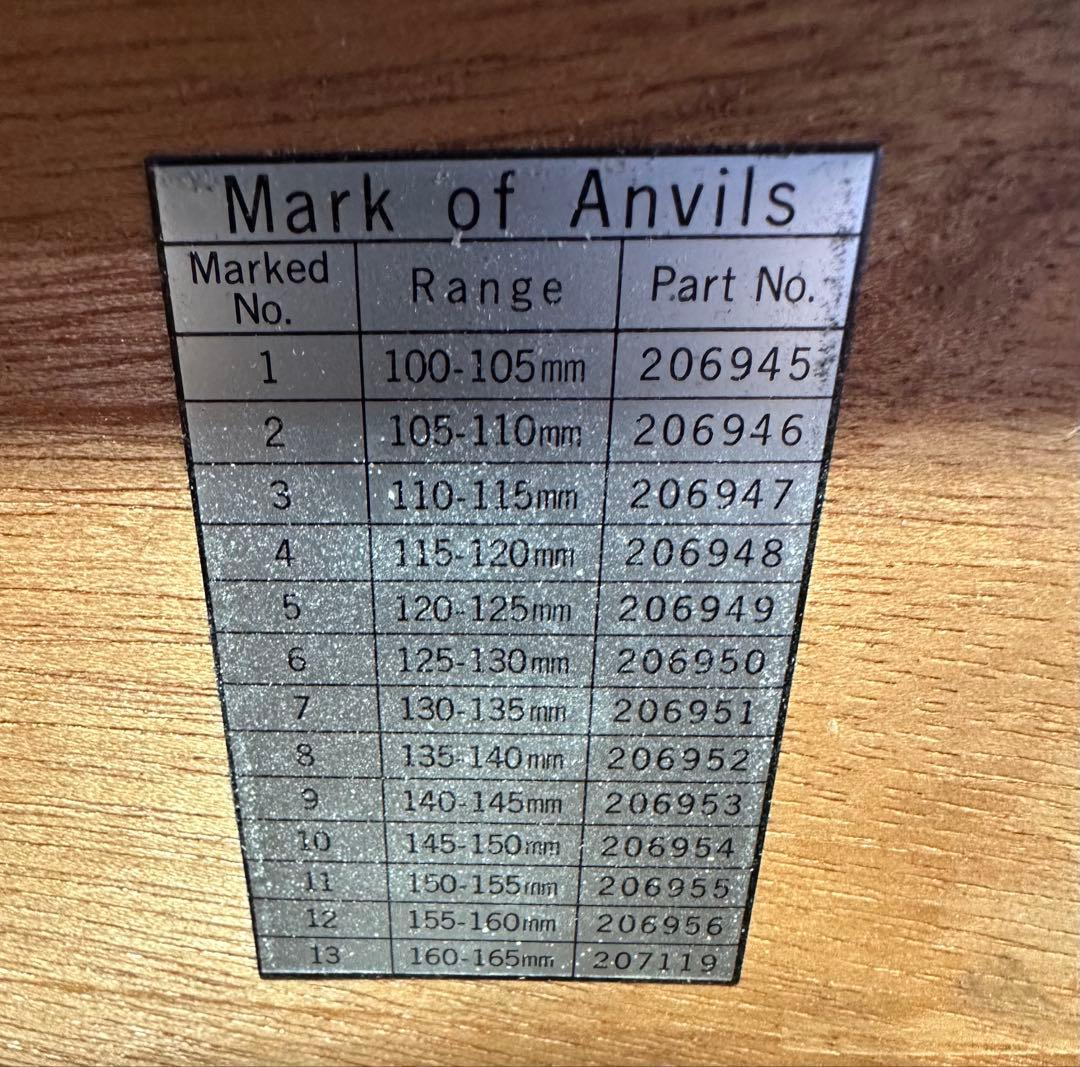 Mark of Anvils
Marked No. Range Part No.
1 100-105mm 206945
2 105-110mm 206946
3 110-115mm 206947
4 115-120mm 206948
5 120-125mm 206949
6 125-130mm 206950
7 130-135mm 206951
8 135-140mm 206952
9 140-145mm 206953
10 145-150mm 206954
11 150-155mm 206955
12 155-160mm 206956
13 160-165mm 207119